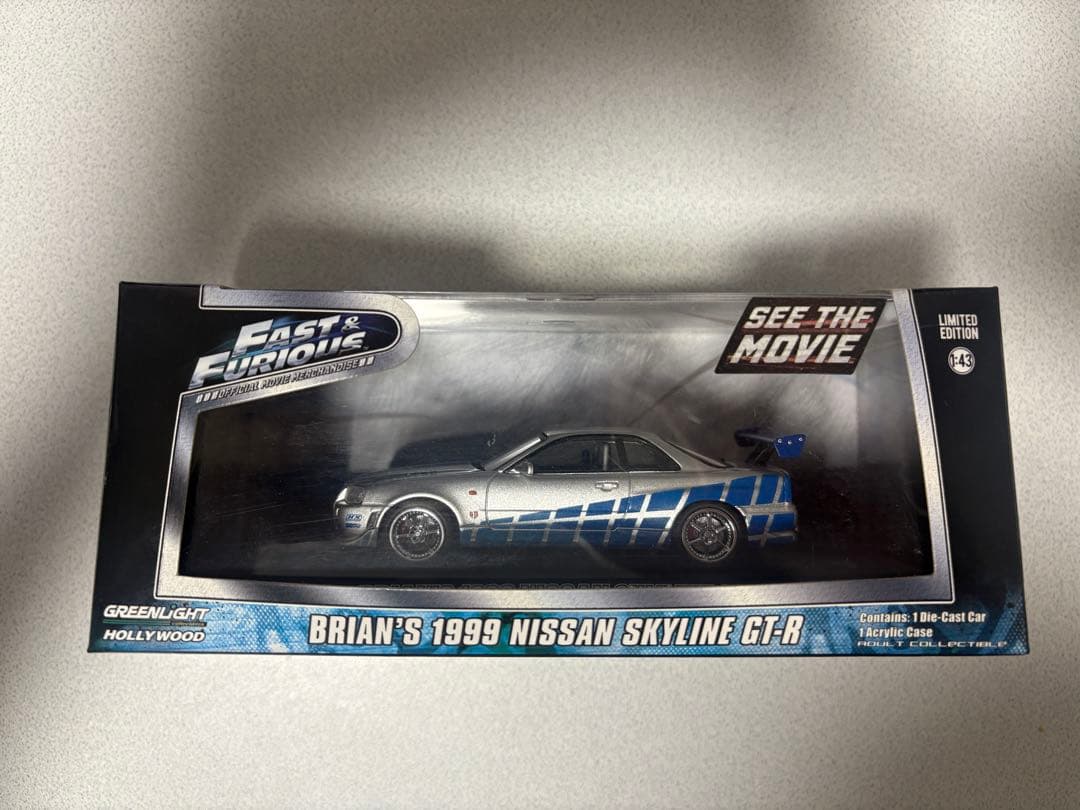 FAST &
FURIOUS
OFFICIAL MOVIE MERCHANDISE
SEE THE
MOVIE
LIMITED
EDITION
1:43
GREENLIGHT
HOLLYWOOD
BRIAN'S 1999 NISSAN SKYLINE GT-R
Contains: 1 Die-Cast Car
1 Acrylic Case
ADULT COLLECTIBLE